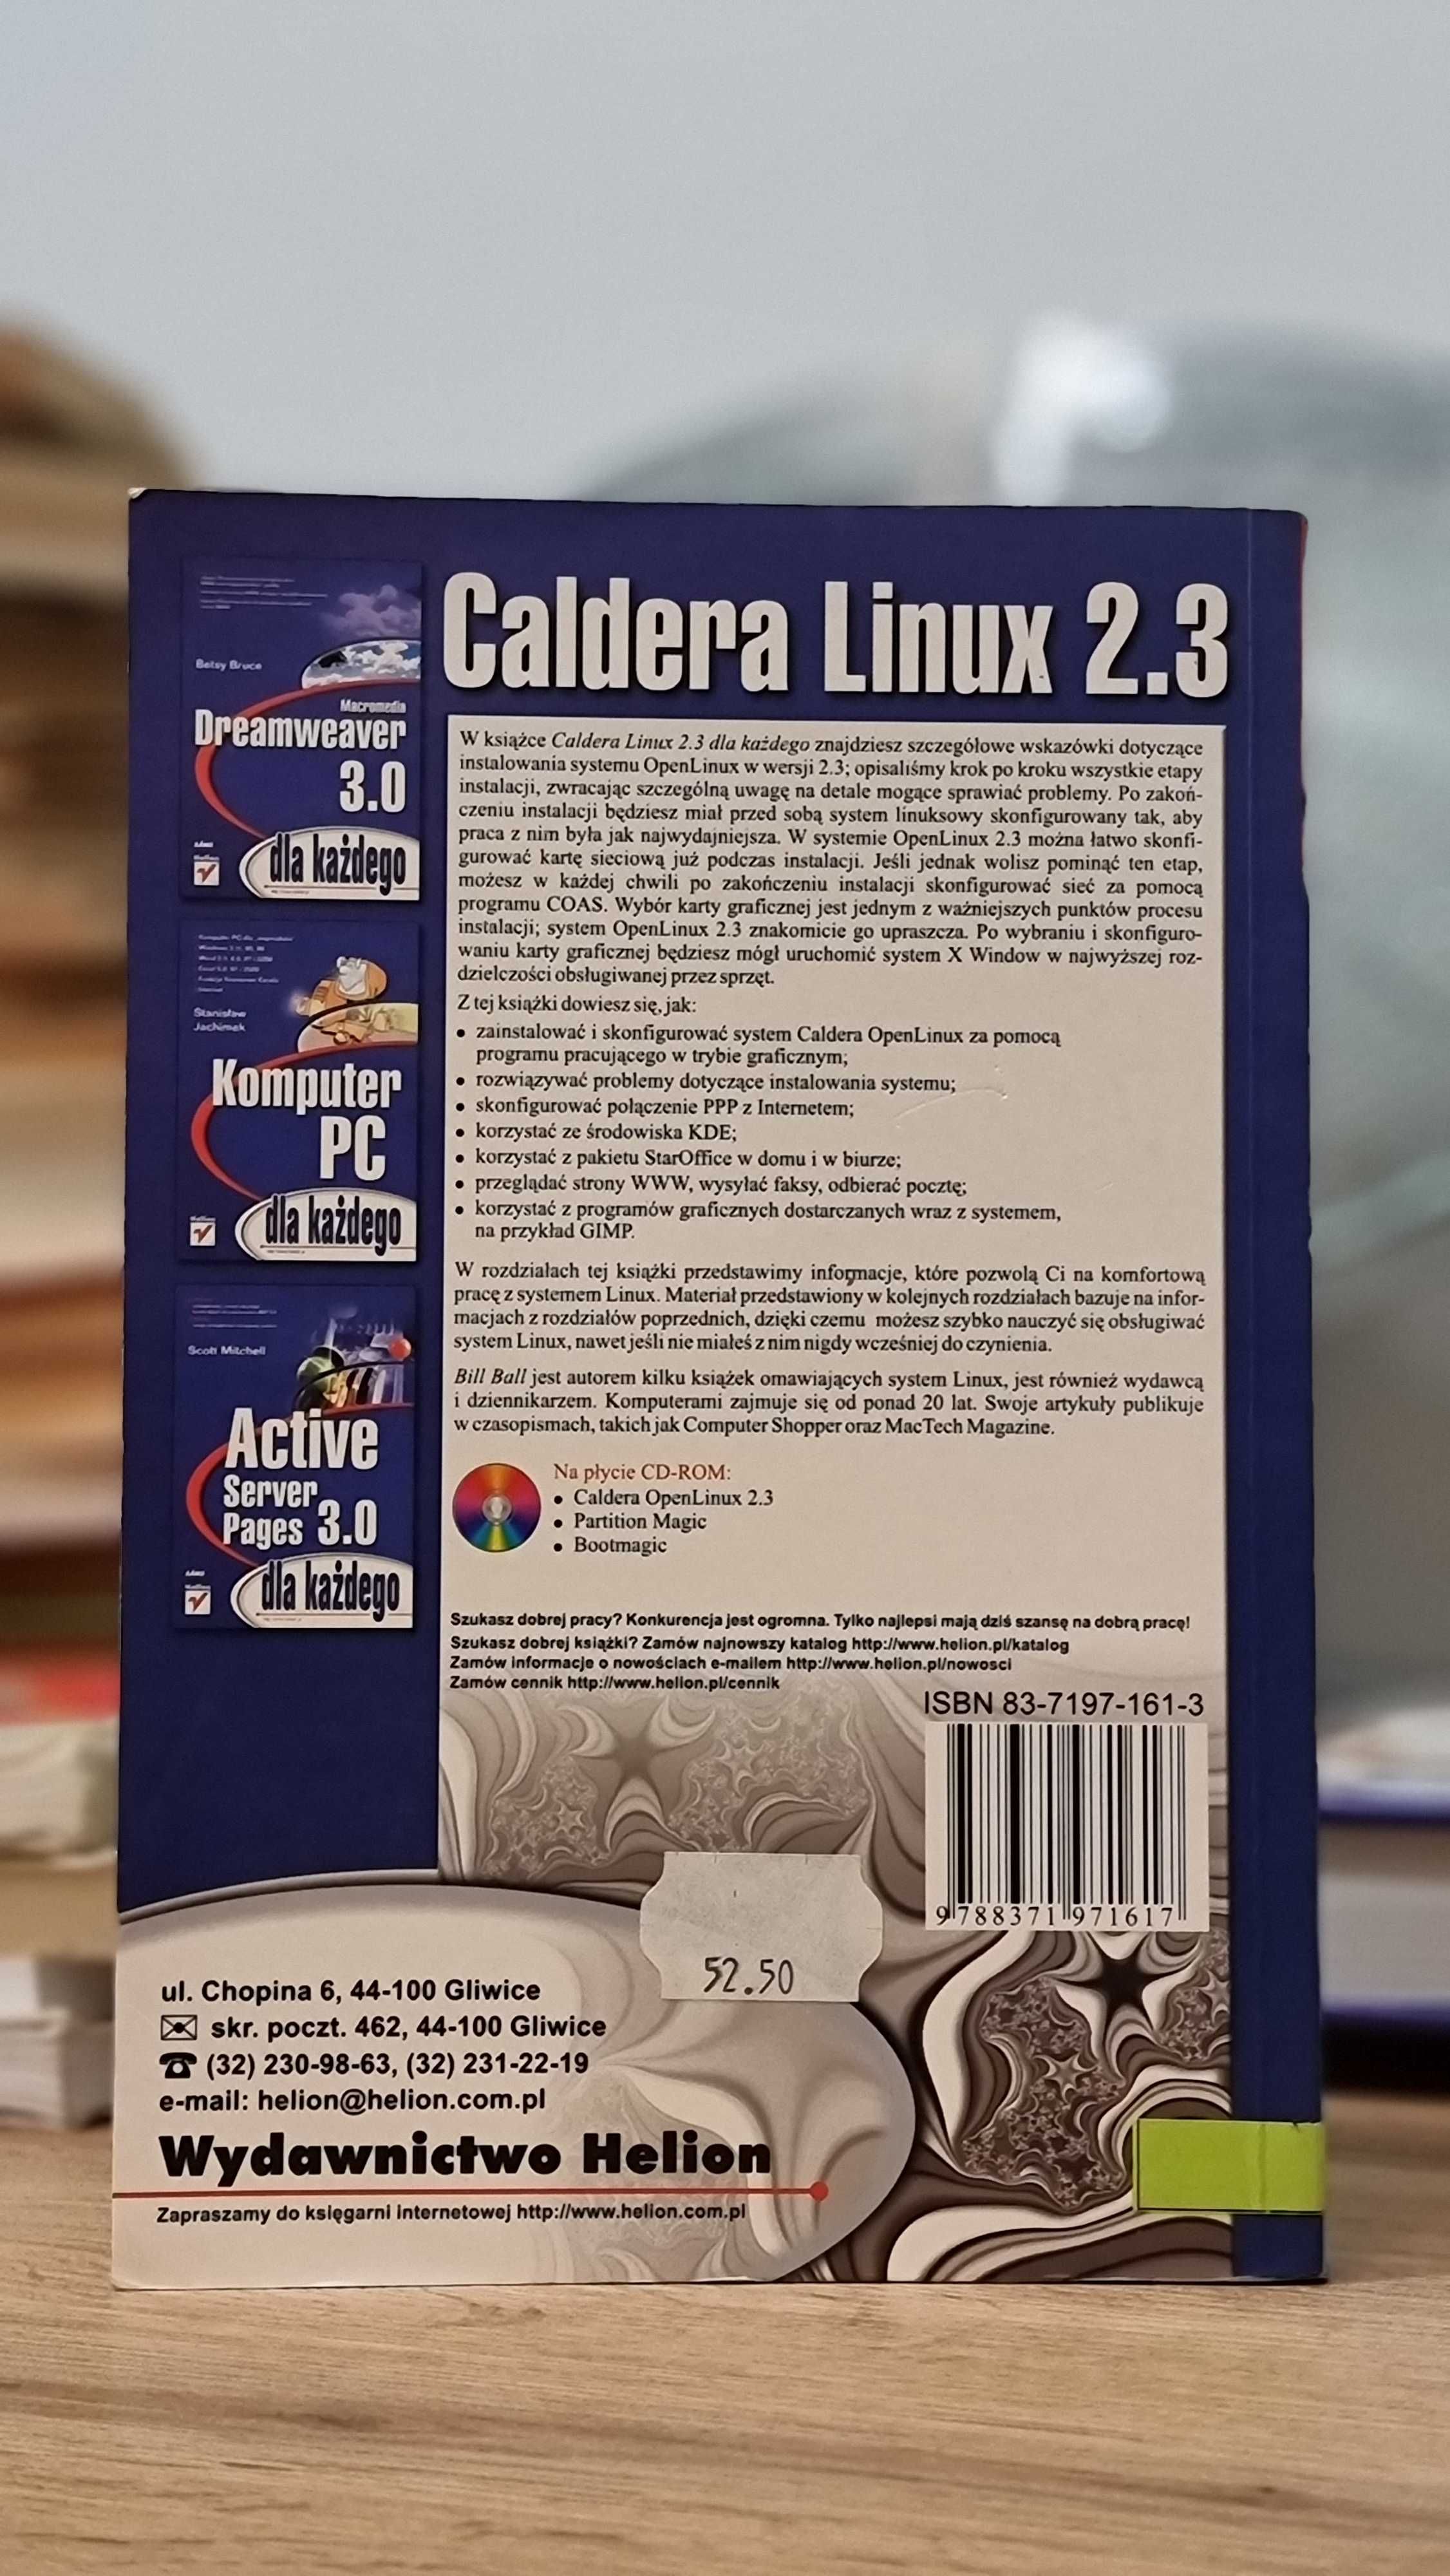 Caldera Linux 2.3
Betsy Bruce
Macromedia
Dreamweaver
3.0
dla każdego
Stanisław
Jachimek
Komputer
PC
dla każdego
Scott Mitchell
Active
Server
Pages 3.0
dla każdego
W książce Caldera Linux 2.3 dla każdego znajdziesz szczegółowe wskazówki dotyczące
instalowania systemu OpenLinux w wersji 2.3; opisaliśmy krok po kroku wszystkie etapy
instalacji, zwracając szczególną uwagę na detale mogące sprawiać problemy. Po zakoń-
czeniu instalacji będziesz miał przed sobą system linuksowy skonfigurowany tak, aby
praca z nim była jak najwydajniejsza. W systemie OpenLinux 2.3 można łatwo skonfi-
gurować kartę sieciową już podczas instalacji. Jeśli jednak wolisz pominąć ten etap,
możesz w każdej chwili po zakończeniu instalacji skonfigurować sieć za pomocą
programu COAS. Wybór karty graficznej jest jednym z ważniejszych punktów procesu
instalacji; system OpenLinux 2.3 znakomicie go upraszcza. Po wybraniu i skonfiguro-
waniu karty graficznej będziesz mógł uruchomić system X Window w najwyższej roz-
dzielczości obsługiwanej przez sprzęt.
Z tej książki dowiesz się, jak:
• zainstalować i skonfigurować system Caldera OpenLinux za pomocą
programu pracującego w trybie graficznym;
• rozwiązywać problemy dotyczące instalowania systemu;
• skonfigurować połączenie PPP z Internetem;
• korzystać ze środowiska KDE;
• korzystać z pakietu StarOffice w domu i w biurze;
• przeglądać strony WWW, wysyłać faksy, odbierać pocztę;
• korzystać z programów graficznych dostarczanych wraz z systemem,
na przykład GIMP.
W rozdziałach tej książki przedstawimy informacje, które pozwolą Ci na komfortową
pracę z systemem Linux. Materiał przedstawiony w kolejnych rozdziałach bazuje na infor-
macjach z rozdziałów poprzednich, dzięki czemu możesz szybko nauczyć się obsługiwać
system Linux, nawet jeśli nie miałeś z nim nigdy wcześniej do czynienia.
Bill Ball jest autorem kilku książek omawiających system Linux, jest również wydawcą
i dziennikarzem. Komputerami zajmuje się od ponad 20 lat. Swoje artykuły publikuje
w czasopismach, takich jak Computer Shopper oraz MacTech Magazine.
Na płycie CD-ROM:
• Caldera OpenLinux 2.3
• Partition Magic
• Bootmagic
Szukasz dobrej pracy? Konkurencja jest ogromna. Tylko najlepsi mają dziś szansę na dobrą pracę!
Szukasz dobrej książki? Zamów najnowszy katalog http://www.helion.pl/katalog
Zamów informacje o nowościach e-mailem http://www.helion.pl/nowosci
Zamów cennik http://www.helion.pl/cennik
ISBN 83-7197-161-3
9 788371 971617
52.50
ul. Chopina 6, 44-100 Gliwice
skr. poczt. 462, 44-100 Gliwice
(32) 230-98-63, (32) 231-22-19
e-mail: helion@helion.com.pl
Wydawnictwo Helion
Zapraszamy do księgarni internetowej http://www.helion.com.pl